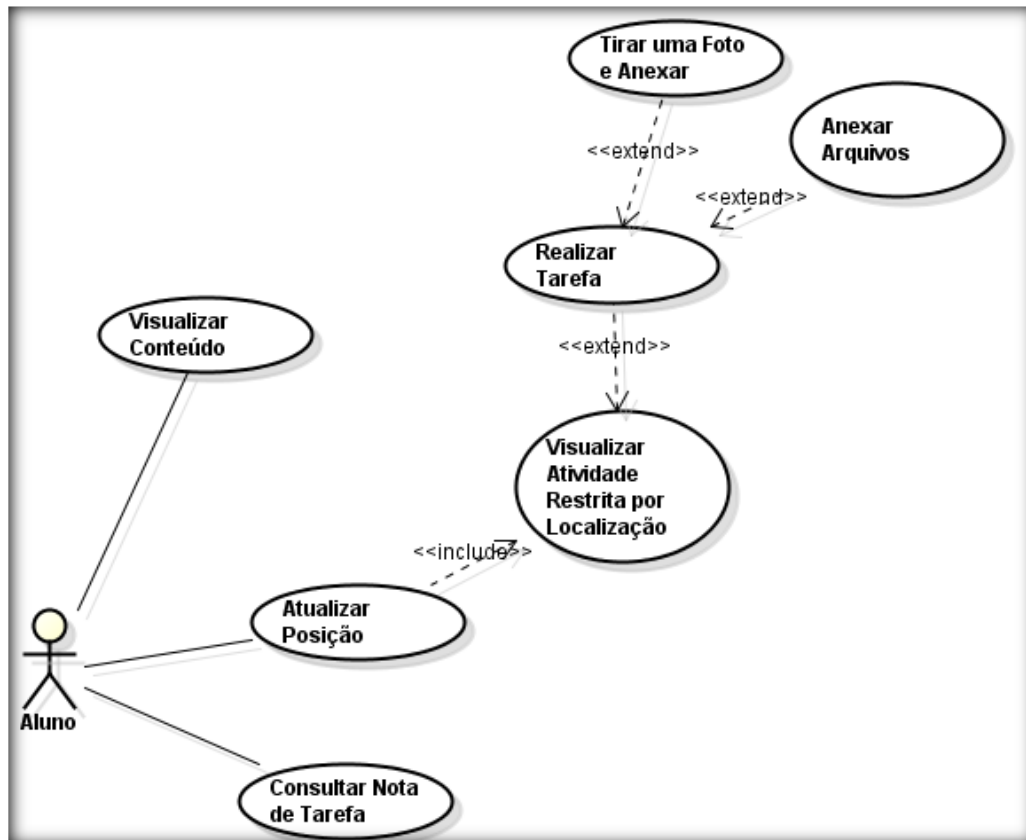 Tirar uma Foto
e Anexar
Anexar
Arquivos
<<extend>>
<<extend>>
Realizar
Tarefa
Visualizar
Conteúdo
<<extend>>
Visualizar
Atividade
Restrita por
Localização
<<include>>
Atualizar
Posição
Aluno
Consultar Nota
de Tarefa